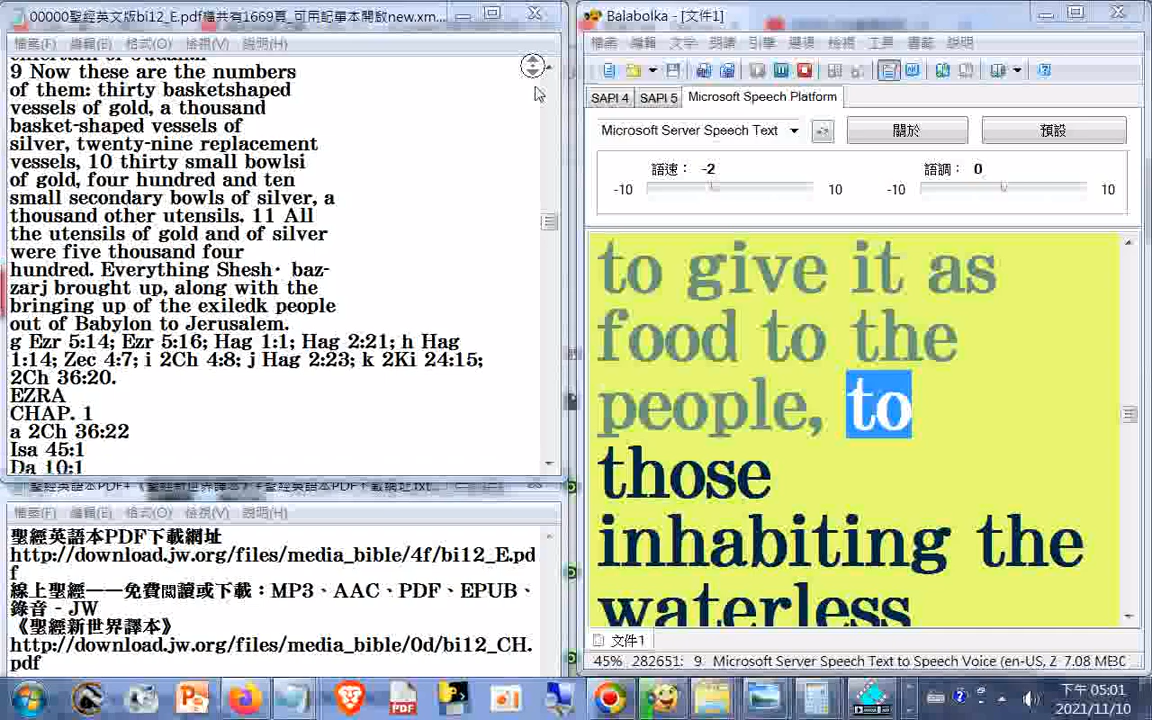 00000聖經英文版bi12_E.pdf檔共有1669頁_可用記事本開啟new.xm...
檔案(F) 編輯(E) 格式(O) 檢視(V) 說明(H)
9 Now these are the numbers
of them: thirty basketshaped
vessels of gold, a thousand
basket-shaped vessels of
silver, twenty-nine replacement
vessels, 10 thirty small bowlsi
of gold, four hundred and ten
small secondary bowls of silver, a
thousand other utensils. 11 All
the utensils of gold and of silver
were five thousand four
hundred. Everything Shesh· baz-
zarj brought up, along with the
bringing up of the exiledk people
out of Babylon to Jerusalem.
g Ezr 5:14; Ezr 5:16; Hag 1:1; Hag 2:21; h Hag
1:14; Zec 4:7; i 2Ch 4:8; j Hag 2:23; k 2Ki 24:15;
2Ch 36:20.
EZRA
CHAP. 1
a 2Ch 36:22
Isa 45:1
Da 10:1
檔案(F) 編輯(E) 格式(O) 檢視(V) 說明(H)
聖經英語本PDF下載網址
http://download.jw.org/files/media_bible/4f/bi12_E.pd
f
線上聖經——免費閱讀或下載：MP3、AAC、PDF、EPUB、
錄音 - JW
《聖經新世界譯本》
http://download.jw.org/files/media_bible/0d/bi12_CH.
pdf
Balabolka - [文件1]
檔案 編輯 文字 朗讀 引擎 選項 檢視 工具 書籤 說明
SAPI 4 SAPI 5 Microsoft Speech Platform
Microsoft Server Speech Text 關於 預設
語速： -2 語調： 0
-10 10 -10 10
to give it as
food to the
people, to
those
inhabiting the
waterless
文件1
45% 282651: 9 Microsoft Server Speech Text to Speech Voice (en-US, Z 7.08 MB
下午 05:01
2021/11/10